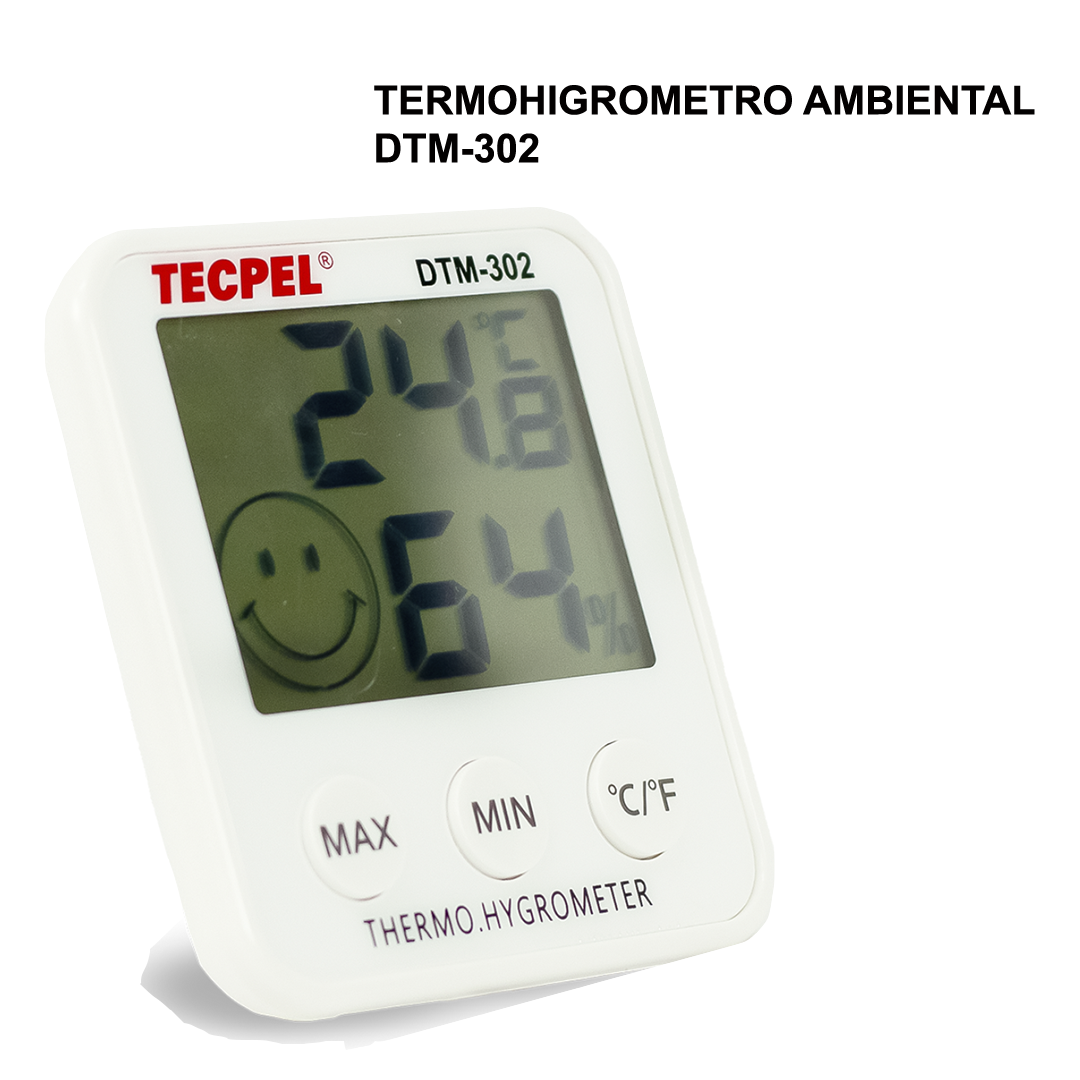 TERMOHIGROMETRO AMBIENTAL
DTM-302
TECPEL® DTM-302
24.8 °C
64 %
MAX MIN °C/°F
THERMO.HYGROMETER